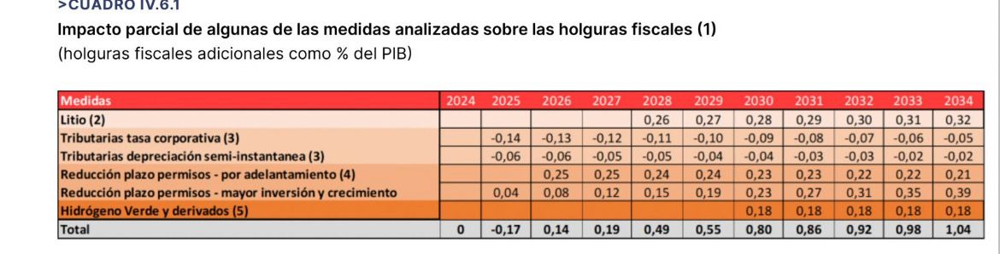 >CUADRO IV.6.1
Impacto parcial de algunas de las medidas analizadas sobre las holguras fiscales (1)
(holguras fiscales adicionales como % del PIB)
Medidas 2024 2025 2026 2027 2028 2029 2030 2031 2032 2033 2034
Litio (2) 0,26 0,27 0,28 0,29 0,30 0,31 0,32
Tributarias tasa corporativa (3) -0,14 -0,13 -0,12 -0,11 -0,10 -0,09 -0,08 -0,07 -0,06 -0,05
Tributarias depreciación semi-instantanea (3) -0,06 -0,06 -0,05 -0,05 -0,04 -0,04 -0,03 -0,03 -0,02 -0,02
Reducción plazo permisos - por adelantamiento (4) 0,25 0,25 0,24 0,24 0,23 0,23 0,22 0,22 0,21
Reducción plazo permisos - mayor inversión y crecimiento 0,04 0,08 0,12 0,15 0,19 0,23 0,27 0,31 0,35 0,39
Hidrógeno Verde y derivados (5) 0,18 0,18 0,18 0,18 0,18
Total 0 -0,17 0,14 0,19 0,49 0,55 0,80 0,86 0,92 0,98 1,04